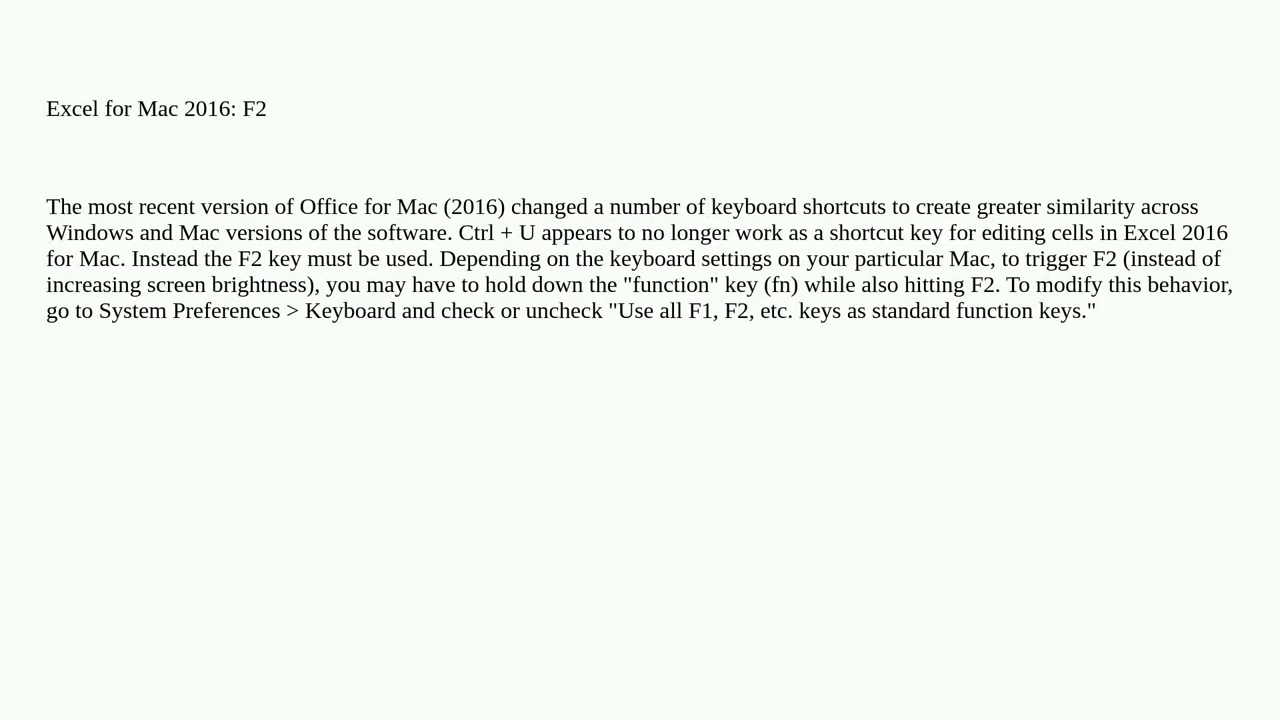 Excel for Mac 2016: F2
The most recent version of Office for Mac (2016) changed a number of keyboard shortcuts to create greater similarity across
Windows and Mac versions of the software. Ctrl + U appears to no longer work as a shortcut key for editing cells in Excel 2016
for Mac. Instead the F2 key must be used. Depending on the keyboard settings on your particular Mac, to trigger F2 (instead of
increasing screen brightness), you may have to hold down the "function" key (fn) while also hitting F2. To modify this behavior,
go to System Preferences > Keyboard and check or uncheck "Use all F1, F2, etc. keys as standard function keys."